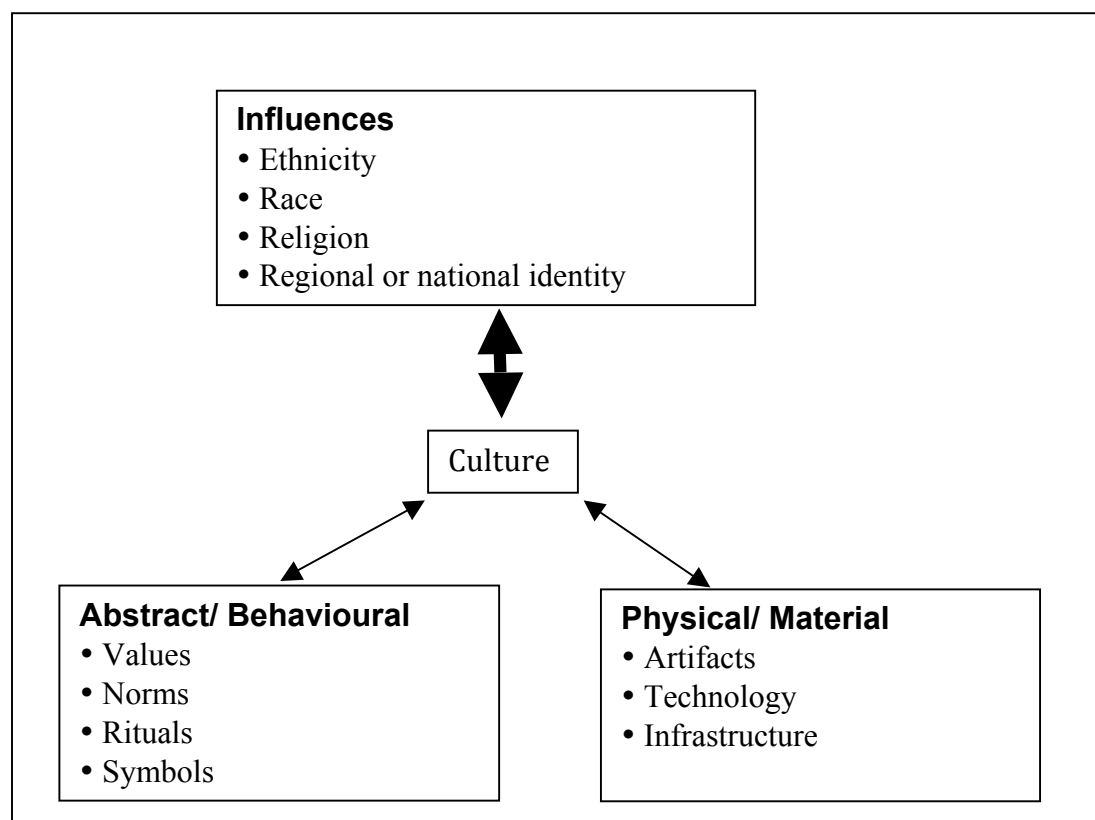 Influences
• Ethnicity
• Race
• Religion
• Regional or national identity
Culture
Abstract/ Behavioural
• Values
• Norms
• Rituals
• Symbols
Physical/ Material
• Artifacts
• Technology
• Infrastructure